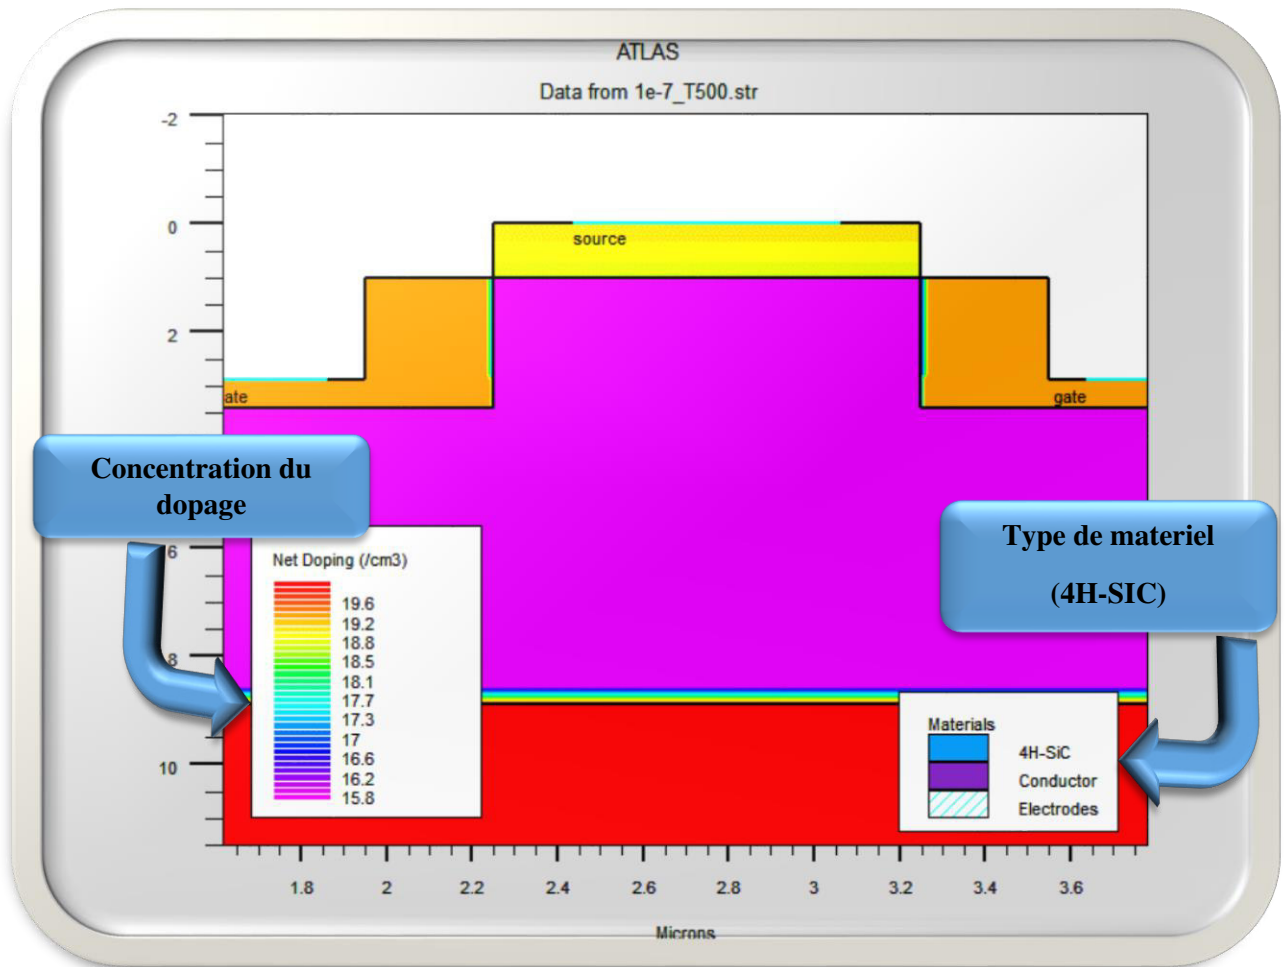 ATLAS
Data from 1e-7_T500.str
-2
0
source
2
ate
gate
Concentration du
dopage
Type de materiel
(4H-SIC)
6
Net Doping (/cm3)
19.6
19.2
18.8
18.5
18.1
17.7
17.3
17
16.6
16.2
15.8
8
Materials
4H-SiC
Conductor
Electrodes
10
1.8 2 2.2 2.4 2.6 2.8 3 3.2 3.4 3.6
Microns